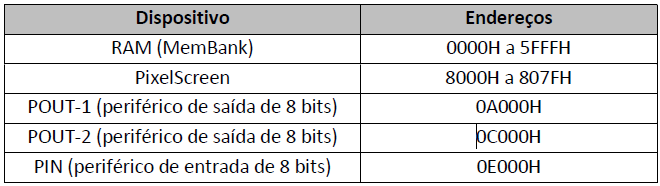 Dispositivo Endereços
RAM (MemBank) 0000H a 5FFFH
PixelScreen 8000H a 807FH
POUT-1 (periférico de saída de 8 bits) 0A000H
POUT-2 (periférico de saída de 8 bits) 0C000H
PIN (periférico de entrada de 8 bits) 0E000H